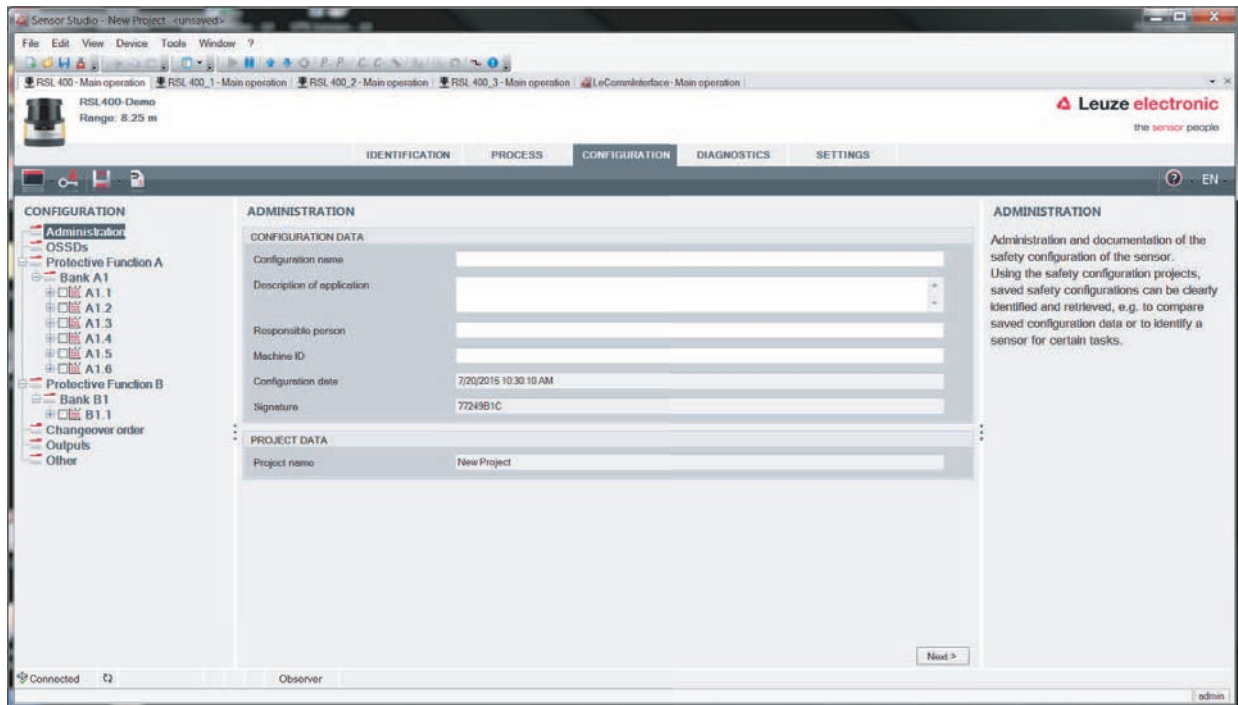 Sensor Studio - New Project <unsaved>
File Edit View Device Tools Window ?
RSL 400 - Main operation RSL 400_1 - Main operation RSL 400_2 - Main operation RSL 400_3 - Main operation LeCommInterface - Main operation
RSL400-Demo
Range: 8.25 m
Leuze electronic
the sensor people
IDENTIFICATION PROCESS CONFIGURATION DIAGNOSTICS SETTINGS
EN
CONFIGURATION
Administration
OSSDs
Protective Function A
Bank A1
A1.1
A1.2
A1.3
A1.4
A1.5
A1.6
Protective Function B
Bank B1
B1.1
Changeover order
Outputs
Other
ADMINISTRATION
CONFIGURATION DATA
Configuration name
Description of application
Responsible person
Machine ID
Configuration date 7/20/2015 10:30:10 AM
Signature 77249B1C
PROJECT DATA
Project name New Project
Next >
ADMINISTRATION
Administration and documentation of the
safety configuration of the sensor.
Using the safety configuration projects,
saved safety configurations can be clearly
identified and retrieved, e.g. to compare
saved configuration data or to identify a
sensor for certain tasks.
Connected Observer
admin